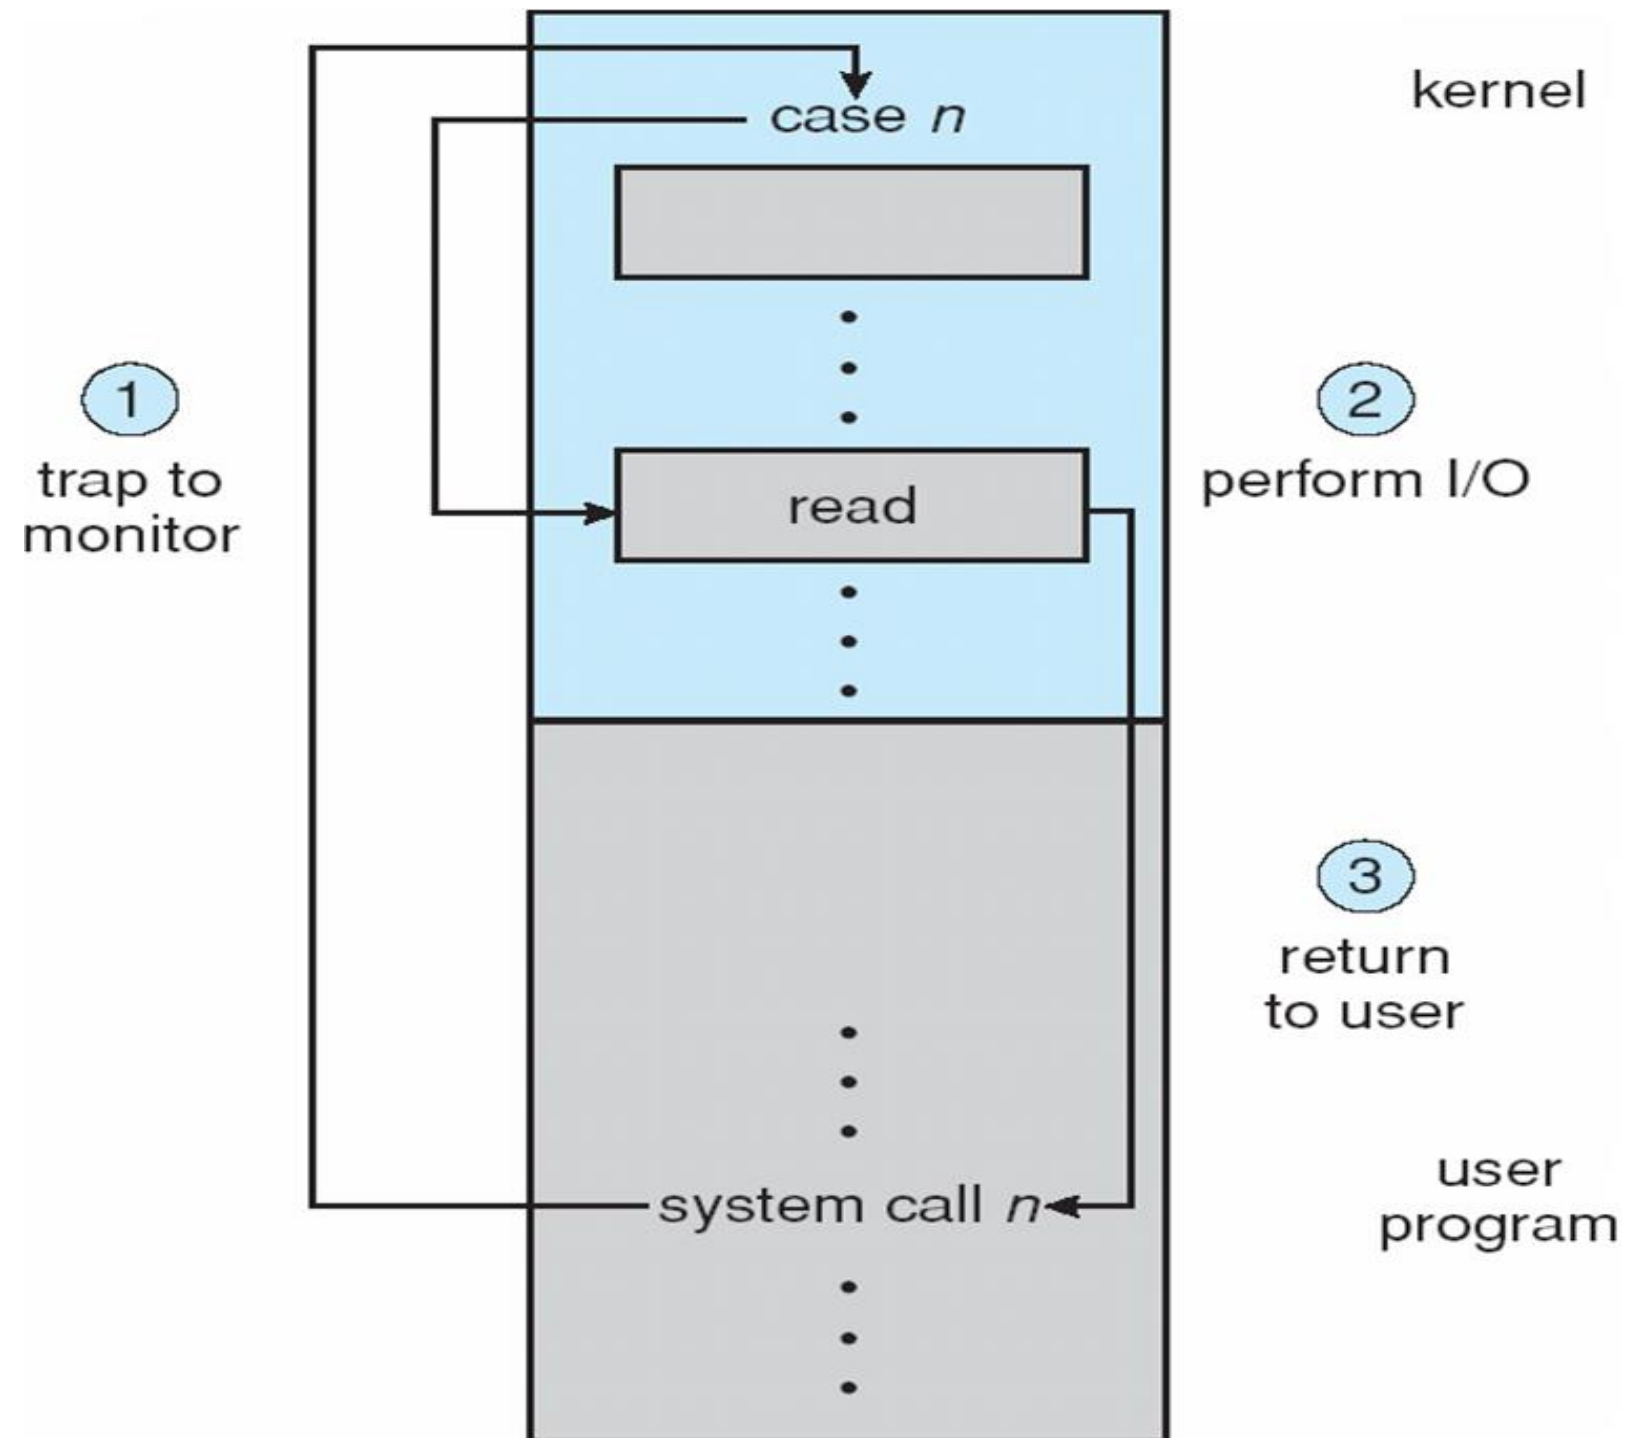 kernel
case n
1
trap to
monitor
2
perform I/O
read
3
return
to user
system call n
user
program